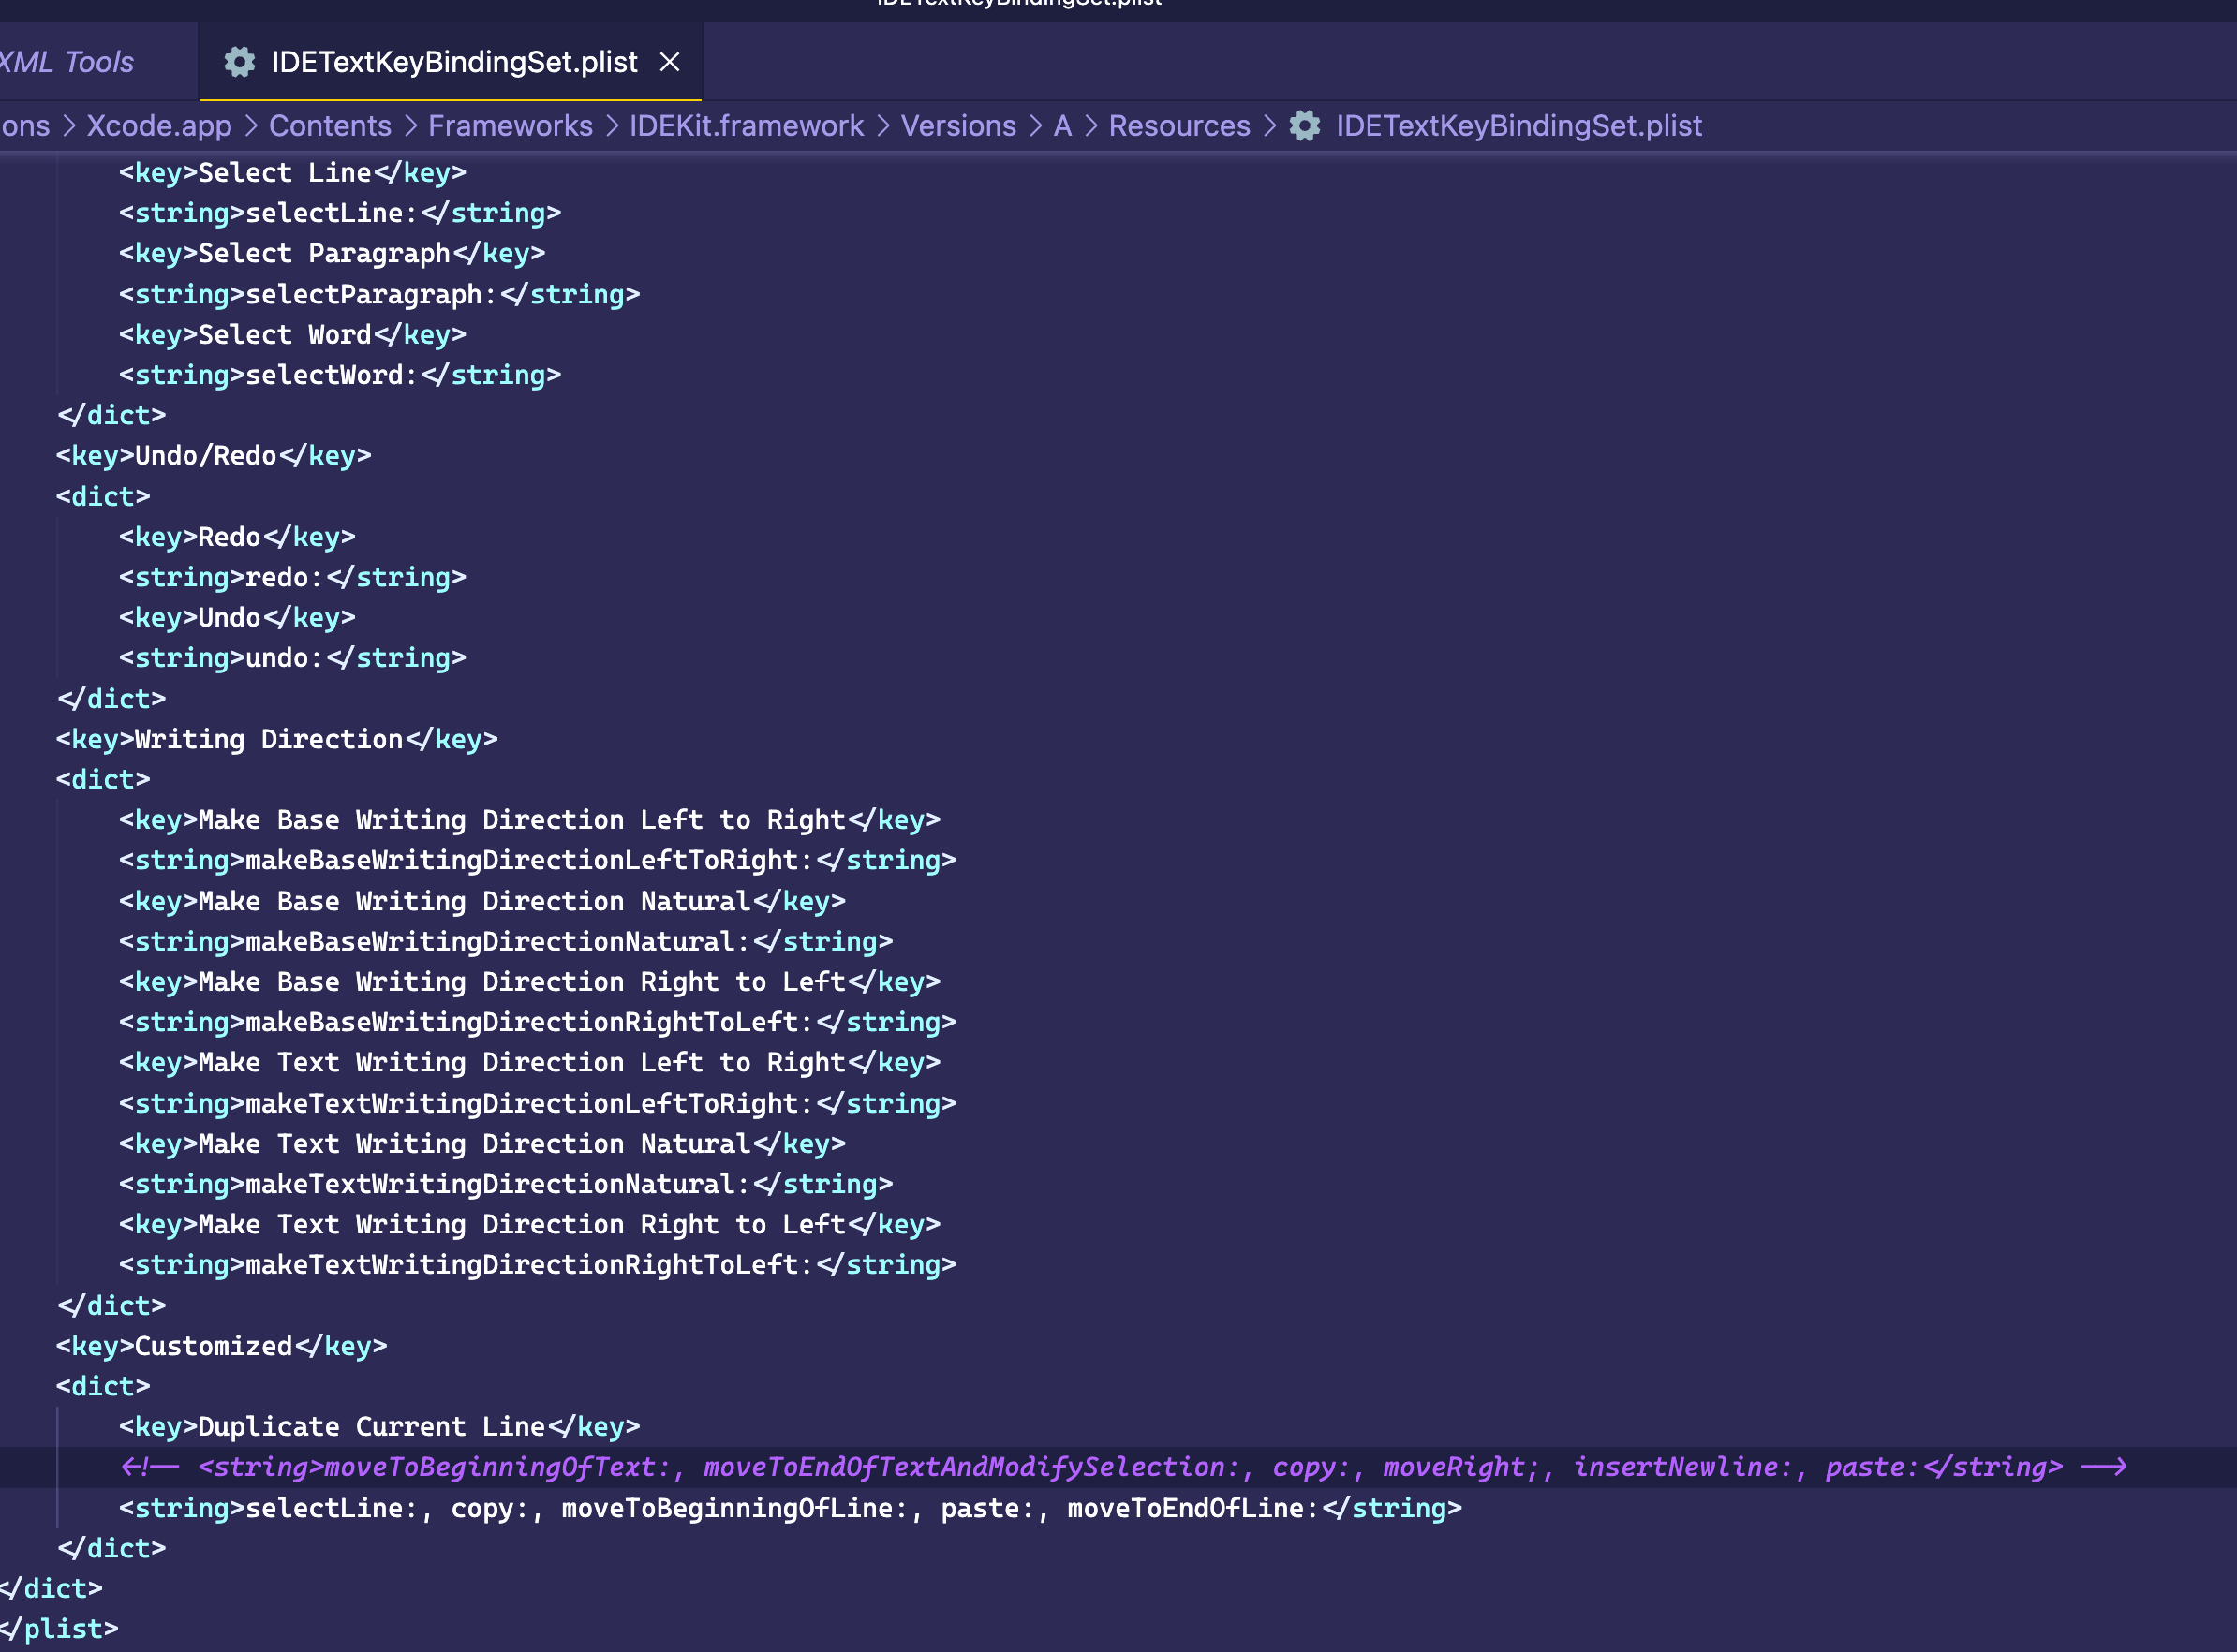 IDETextKeyBindingSet.plist
XML Tools
IDETextKeyBindingSet.plist
ons > Xcode.app > Contents > Frameworks > IDEKit.framework > Versions > A > Resources > IDETextKeyBindingSet.plist
<key>Select Line</key>
<string>selectLine:</string>
<key>Select Paragraph</key>
<string>selectParagraph:</string>
<key>Select Word</key>
<string>selectWord:</string>
</dict>
<key>Undo/Redo</key>
<dict>
<key>Redo</key>
<string>redo:</string>
<key>Undo</key>
<string>undo:</string>
</dict>
<key>Writing Direction</key>
<dict>
<key>Make Base Writing Direction Left to Right</key>
<string>makeBaseWritingDirectionLeftToRight:</string>
<key>Make Base Writing Direction Natural</key>
<string>makeBaseWritingDirectionNatural:</string>
<key>Make Base Writing Direction Right to Left</key>
<string>makeBaseWritingDirectionRightToLeft:</string>
<key>Make Text Writing Direction Left to Right</key>
<string>makeTextWritingDirectionLeftToRight:</string>
<key>Make Text Writing Direction Natural</key>
<string>makeTextWritingDirectionNatural:</string>
<key>Make Text Writing Direction Right to Left</key>
<string>makeTextWritingDirectionRightToLeft:</string>
</dict>
<key>Customized</key>
<dict>
<key>Duplicate Current Line</key>
<!-- <string>moveToBeginningOfText:, moveToEndOfTextAndModifySelection:, copy:, moveRight;, insertNewline:, paste:</string> -->
<string>selectLine:, copy:, moveToBeginningOfLine:, paste:, moveToEndOfLine:</string>
</dict>
</dict>
</plist>